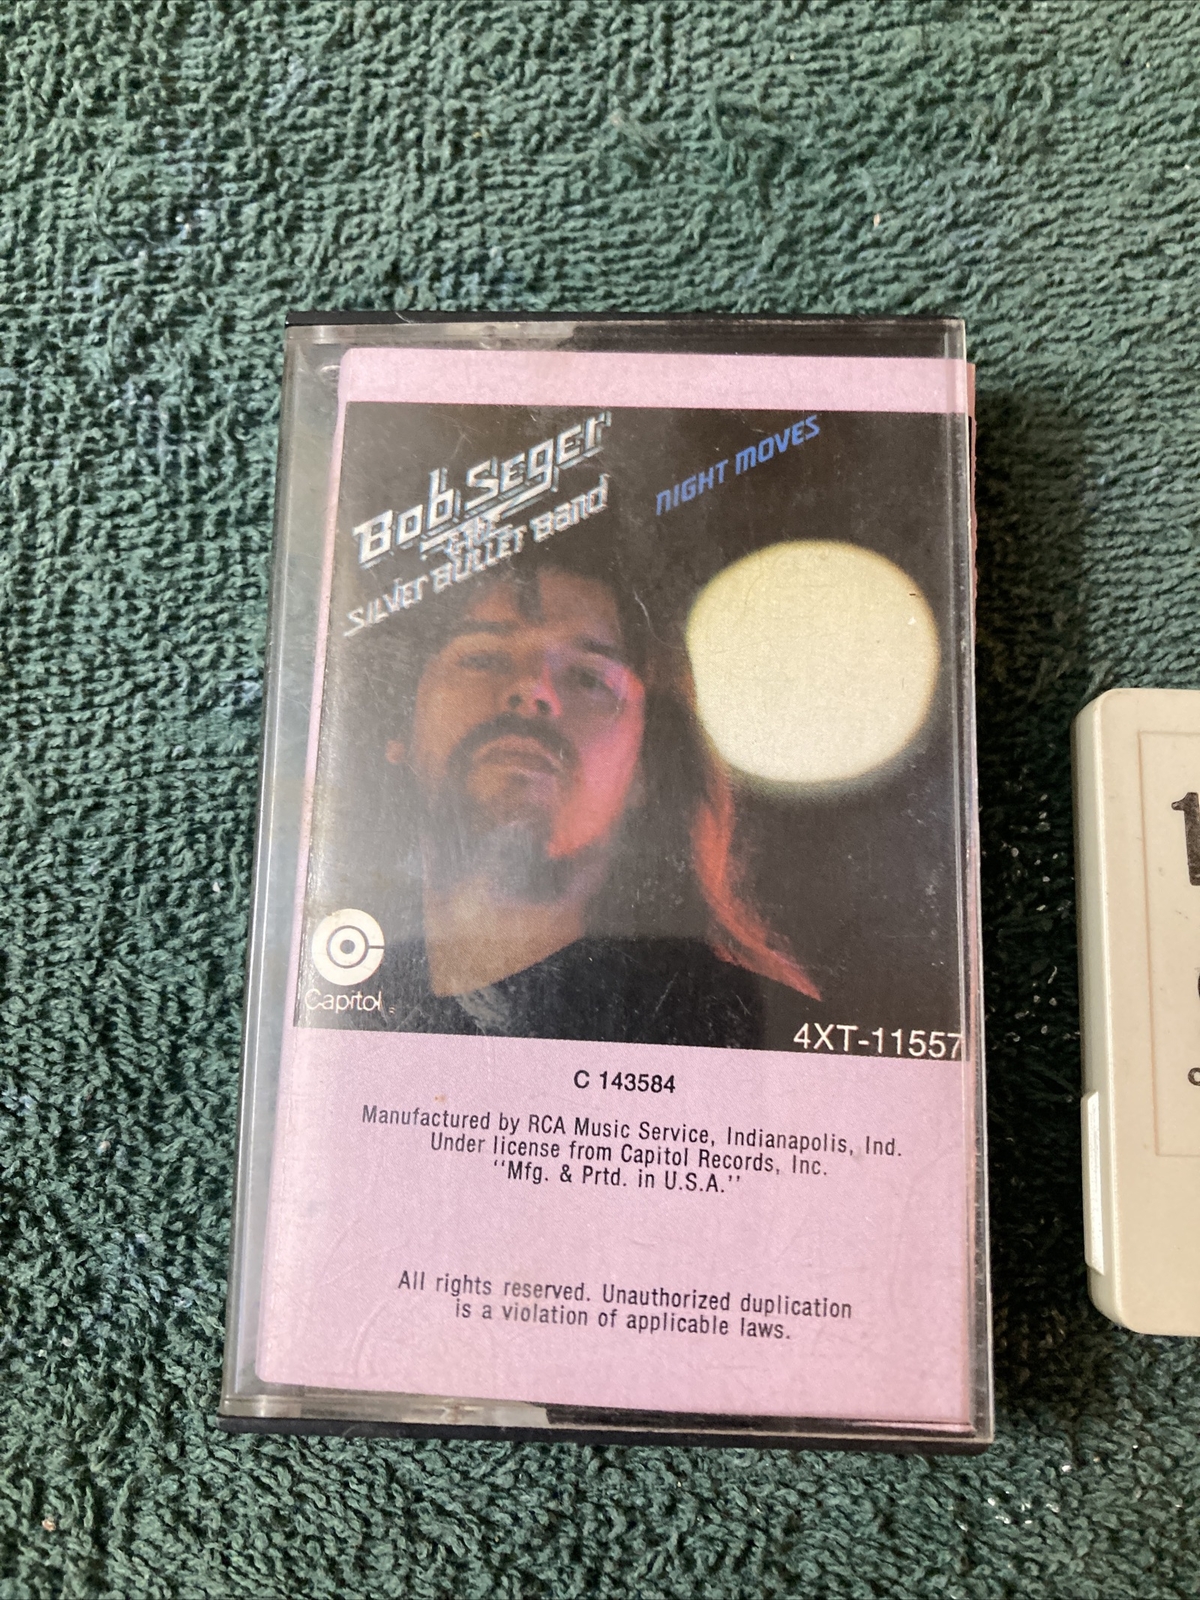 Bob Seger
&
SILVER BULLET BAND
NIGHT MOVES
Capitol
4XT-11557
C 143584
Manufactured by RCA Music Service, Indianapolis, Ind.
Under license from Capitol Records, Inc.
"Mfg. & Prtd. in U.S.A."
All rights reserved. Unauthorized duplication
is a violation of applicable laws.
1